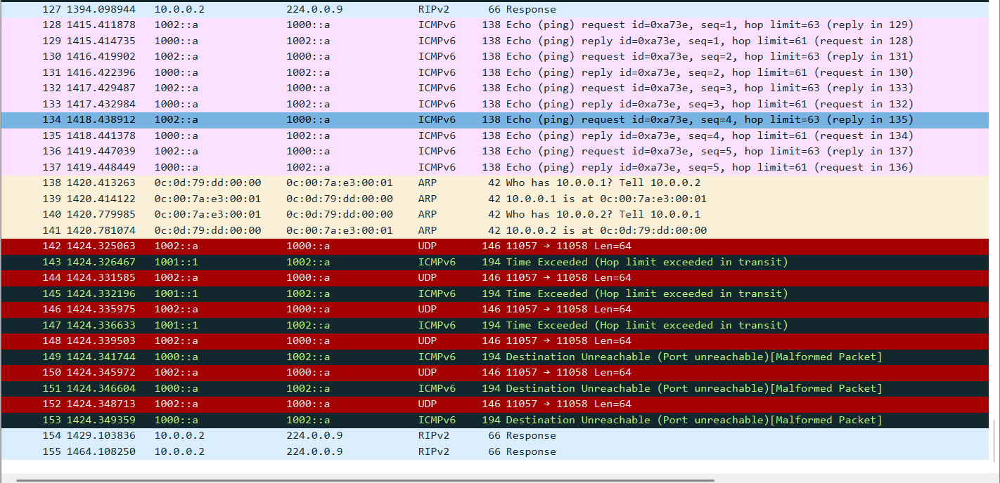 127 1394.098944 10.0.0.2 224.0.0.9 RIPv2 66 Response
128 1415.411878 1002::a 1000::a ICMPv6 138 Echo (ping) request id=0xa73e, seq=1, hop limit=63 (reply in 129)
129 1415.414735 1000::a 1002::a ICMPv6 138 Echo (ping) reply id=0xa73e, seq=1, hop limit=61 (request in 128)
130 1416.419902 1002::a 1000::a ICMPv6 138 Echo (ping) request id=0xa73e, seq=2, hop limit=63 (reply in 131)
131 1416.422396 1000::a 1002::a ICMPv6 138 Echo (ping) reply id=0xa73e, seq=2, hop limit=61 (request in 130)
132 1417.429487 1002::a 1000::a ICMPv6 138 Echo (ping) request id=0xa73e, seq=3, hop limit=63 (reply in 133)
133 1417.432984 1000::a 1002::a ICMPv6 138 Echo (ping) reply id=0xa73e, seq=3, hop limit=61 (request in 132)
134 1418.438912 1002::a 1000::a ICMPv6 138 Echo (ping) request id=0xa73e, seq=4, hop limit=63 (reply in 135)
135 1418.441378 1000::a 1002::a ICMPv6 138 Echo (ping) reply id=0xa73e, seq=4, hop limit=61 (request in 134)
136 1419.447039 1002::a 1000::a ICMPv6 138 Echo (ping) request id=0xa73e, seq=5, hop limit=63 (reply in 137)
137 1419.448449 1000::a 1002::a ICMPv6 138 Echo (ping) reply id=0xa73e, seq=5, hop limit=61 (request in 136)
138 1420.413263 0c:0d:79:dd:00:00 0c:00:7a:e3:00:01 ARP 42 Who has 10.0.0.1? Tell 10.0.0.2
139 1420.414122 0c:00:7a:e3:00:01 0c:0d:79:dd:00:00 ARP 42 10.0.0.1 is at 0c:00:7a:e3:00:01
140 1420.779985 0c:00:7a:e3:00:01 0c:0d:79:dd:00:00 ARP 42 Who has 10.0.0.2? Tell 10.0.0.1
141 1420.781074 0c:0d:79:dd:00:00 0c:00:7a:e3:00:01 ARP 42 10.0.0.2 is at 0c:0d:79:dd:00:00
142 1424.325063 1002::a 1000::a UDP 146 11057 → 11058 Len=64
143 1424.326467 1001::1 1002::a ICMPv6 194 Time Exceeded (Hop limit exceeded in transit)
144 1424.331585 1002::a 1000::a UDP 146 11057 → 11058 Len=64
145 1424.332196 1001::1 1002::a ICMPv6 194 Time Exceeded (Hop limit exceeded in transit)
146 1424.335975 1002::a 1000::a UDP 146 11057 → 11058 Len=64
147 1424.336633 1001::1 1002::a ICMPv6 194 Time Exceeded (Hop limit exceeded in transit)
148 1424.339503 1002::a 1000::a UDP 146 11057 → 11058 Len=64
149 1424.341744 1000::a 1002::a ICMPv6 194 Destination Unreachable (Port unreachable)[Malformed Packet]
150 1424.345972 1002::a 1000::a UDP 146 11057 → 11058 Len=64
151 1424.346604 1000::a 1002::a ICMPv6 194 Destination Unreachable (Port unreachable)[Malformed Packet]
152 1424.348713 1002::a 1000::a UDP 146 11057 → 11058 Len=64
153 1424.349359 1000::a 1002::a ICMPv6 194 Destination Unreachable (Port unreachable)[Malformed Packet]
154 1429.103836 10.0.0.2 224.0.0.9 RIPv2 66 Response
155 1464.108250 10.0.0.2 224.0.0.9 RIPv2 66 Response